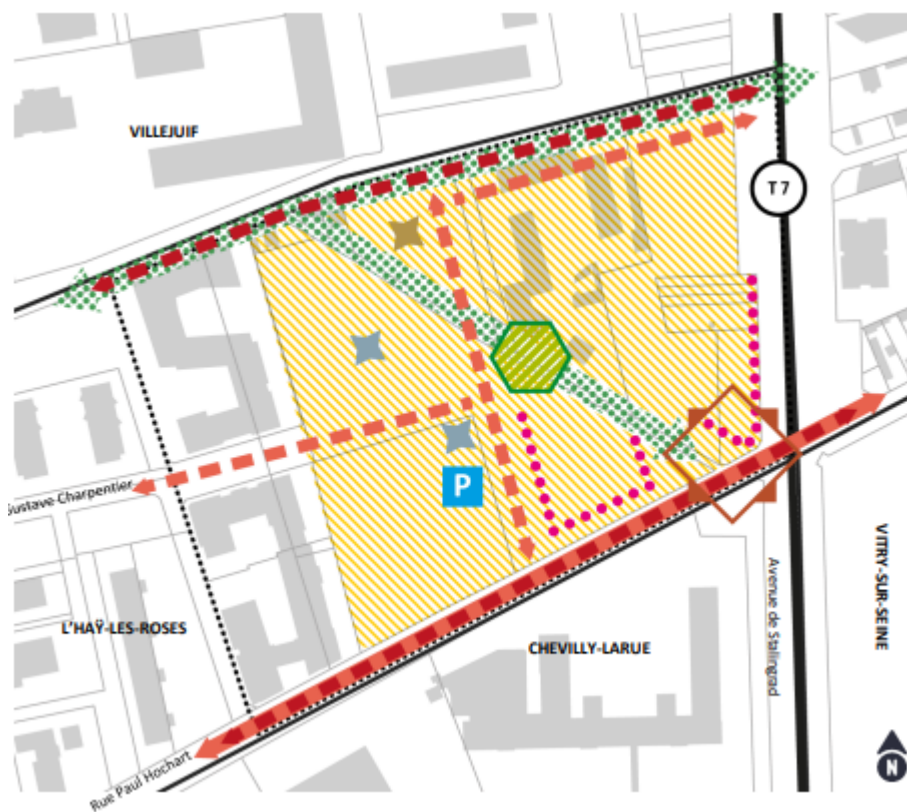 VILLEJUIF
T 7
Gustave Charpentier
P
L'HAŸ-LES-ROSES
CHEVILLY-LARUE
Avenue de Stalingrad
VITRY-SUR-SEINE
Rue Paul Hochart
N